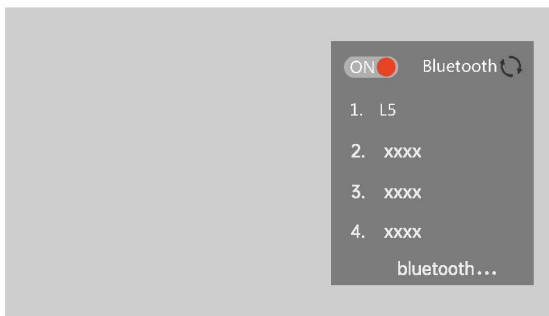 ON Bluetooth
1. L5
2. xxxx
3. xxxx
4. xxxx
bluetooth...